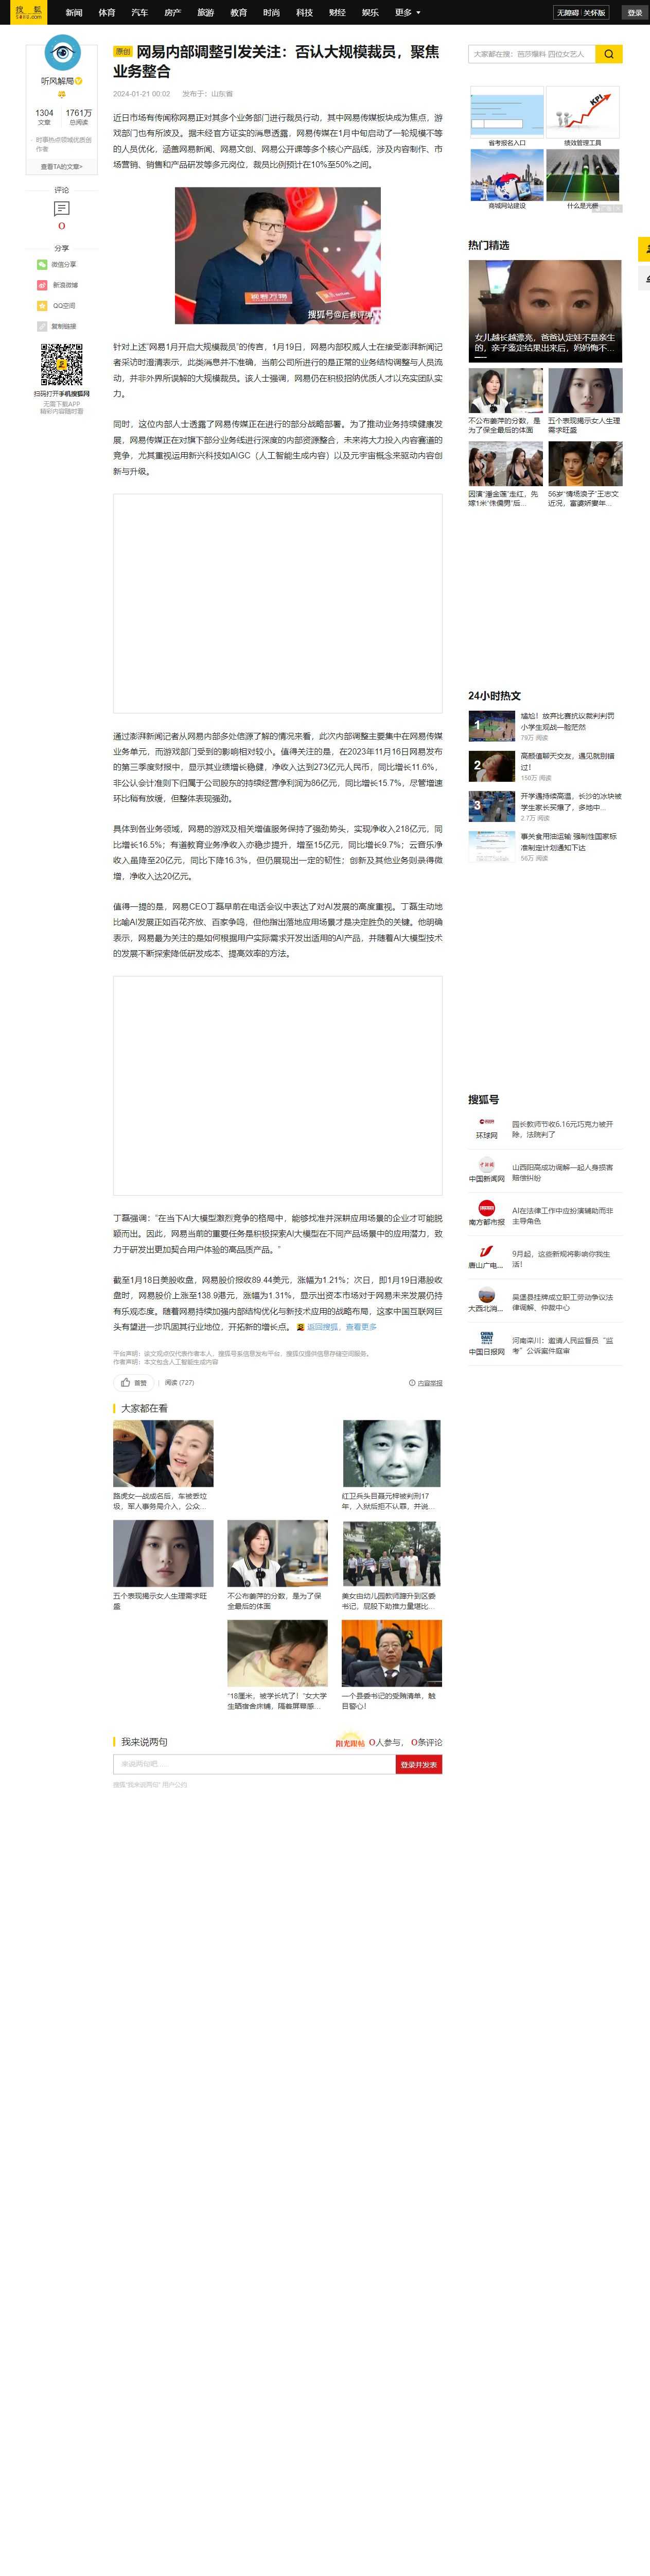 搜狐
新闻 体育 汽车 房产 旅游 教育 时尚 科技 财经 娱乐 更多
无障碍 关怀版
登录
听风解局
1304 1761万
文章 总阅读
时事热点领域优质创
作者
查看TA的文章>
评论
0
分享
微信分享
新浪微博
QQ空间
复制链接
扫码打开手机搜狐网
无需下载APP
精彩内容随时看
原创 网易内部调整引发关注：否认大规模裁员，聚焦
业务整合
2024-01-21 00:02 发布于：山东省
近日市场有传闻称网易正对其多个业务部门进行裁员行动，其中网易传媒板块成为焦点，游
戏部门也有所波及。据未经官方证实的消息透露，网易传媒在1月中旬启动了一轮规模不等
的人员优化，涵盖网易新闻、网易文创、网易公开课等多个核心产品线，涉及内容制作、市
场营销、销售和产品研发等多元岗位，裁员比例预计在10%至50%之间。
搜狐号@后巷评弹
针对上述“网易1月开启大规模裁员”的传言，1月19日，网易内部权威人士在接受澎湃新闻记
者采访时澄清表示，此类消息并不准确，当前公司所进行的是正常的业务结构调整与人员流
动，并非外界所误解的大规模裁员。该人士强调，网易仍在积极招纳优质人才以充实团队实
力。
同时，这位内部人士透露了网易传媒正在进行的部分战略部署。为了推动业务持续健康发
展，网易传媒正在对旗下部分业务线进行深度的内部资源整合，未来将大力投入内容赛道的
竞争，尤其重视运用新兴科技如AIGC（人工智能生成内容）以及元宇宙概念来驱动内容创
新与升级。
通过澎湃新闻记者从网易内部多处信源了解的情况来看，此次内部调整主要集中在网易传媒
业务单元，而游戏部门受到的影响相对较小。值得关注的是，在2023年11月16日网易发布
的第三季度财报中，显示其业绩增长稳健，净收入达到273亿元人民币，同比增长11.6%，
非公认会计准则下归属于公司股东的持续经营净利润为86亿元，同比增长15.7%，尽管增速
环比稍有放缓，但整体表现强劲。
具体到各业务领域，网易的游戏及相关增值服务保持了强劲势头，实现净收入218亿元，同
比增长16.5%；有道教育业务净收入亦稳步提升，增至15亿元，同比增长9.7%；云音乐净
收入虽降至20亿元，同比下降16.3%，但仍展现出一定的韧性；创新及其他业务则录得微
增，净收入达20亿元。
值得一提的是，网易CEO丁磊早前在电话会议中表达了对AI发展的高度重视。丁磊生动地
比喻AI发展正如百花齐放、百家争鸣，但他指出落地应用场景才是决定胜负的关键。他明确
表示，网易最为关注的是如何根据用户实际需求开发出适用的AI产品，并随着AI大模型技术
的发展不断探索降低研发成本、提高效率的方法。
丁磊强调：“在当下AI大模型激烈竞争的格局中，能够找准并深耕应用场景的企业才可能脱
颖而出。因此，网易当前的重要任务是积极探索AI大模型在不同产品场景中的应用潜力，致
力于研发出更加契合用户体验的高品质产品。”
截至1月18日美股收盘，网易股价报收89.44美元，涨幅为1.21%；次日，即1月19日港股收
盘时，网易股价上涨至138.9港元，涨幅为1.31%，显示出资本市场对于网易未来发展仍持
有乐观态度。随着网易持续加强内部结构优化与新技术应用的战略布局，这家中国互联网巨
头有望进一步巩固其行业地位，开拓新的增长点。 返回搜狐，查看更多
平台声明：该文观点仅代表作者本人，搜狐号系信息发布平台，搜狐仅提供信息存储空间服务。
作者声明：本文包含人工智能生成内容
首赞 阅读 (727) 内容举报
大家都在看
路虎女一战成名后，车被丢垃
圾，军人事务局介入，公众...
红卫兵头目聂元梓被判刑17
年，入狱后拒不认罪，并说...
五个表现揭示女人生理需求旺
盛
不公布姜萍的分数，是为了保
全最后的体面
美女由幼儿园教师蹿升到区委
书记，屁股下助推力量堪比...
“18厘米，被学长坑了！”女大学
生晒宿舍床铺，隔着屏幕感...
一个县委书记的受贿清单，触
目惊心！
我来说两句
阳光跟帖 0人参与， 0条评论
来说两句吧……
登录并发表
搜狐“我来说两句” 用户公约
大家都在搜：芭莎曝料 四位女艺人
省考报名入口 绩效管理工具
KPI
商城网站建设 什么是光栅
热门精选
女儿越长越漂亮，爸爸认定娃不是亲生
的，亲子鉴定结果出来后，妈妈悔不...
不公布姜萍的分数，是
为了保全最后的体面
五个表现揭示女人生理
需求旺盛
因演“潘金莲”走红，先
嫁1米“侏儒男”后...
56岁“情场浪子”王志文
近况，富婆娇妻年...
24小时热文
1
尴尬！放弃比赛抗议裁判判罚
小学生观战一脸茫然
79万 阅读
2
高颜值聊天交友，遇见就别错
过！
150万 阅读
3
开学遇持续高温，长沙的冰块被
学生家长买爆了，多地中...
2.7万 阅读
事关食用油运输 强制性国家标
准制定计划通知下达
56万 阅读
搜狐号
环球网
园长教师节收6.16元巧克力被开
除，法院判了
中国新闻网
山西阳高成功调解一起人身损害
赔偿纠纷
南方都市报
AI在法律工作中应扮演辅助而非
主导角色
唐山广电...
9月起，这些新规将影响你我生
活！
大西北消...
吴堡县挂牌成立职工劳动争议法
律调解、仲裁中心
CHINA DAILY
中国日报网
河南栾川：邀请人民监督员“监
考”公诉案件庭审